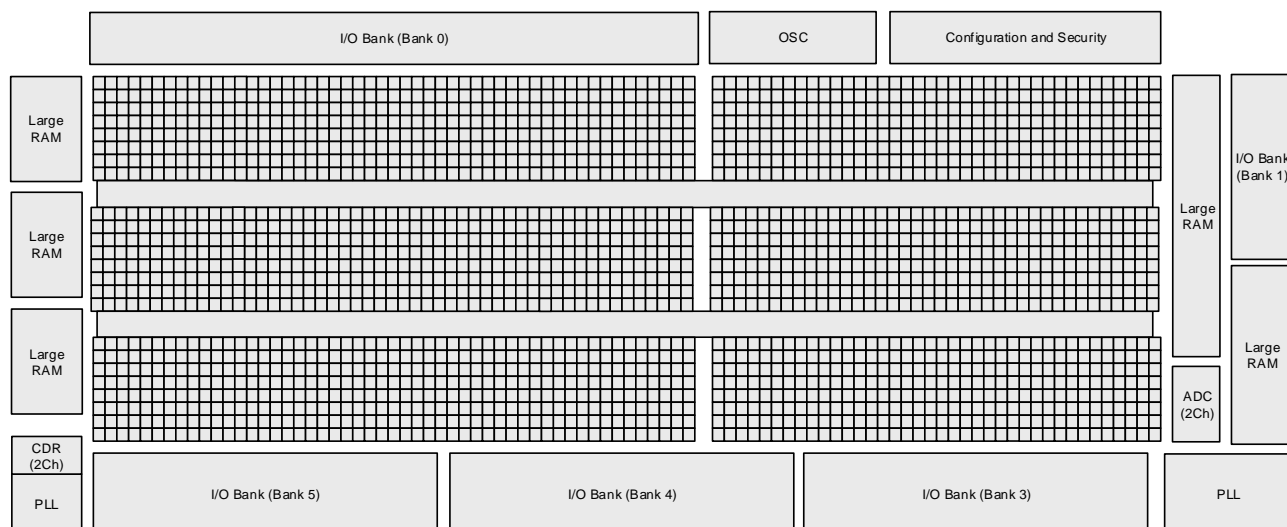 I/O Bank (Bank 0)
OSC
Configuration and Security
Large
RAM
I/O Bank
(Bank 1)
Large
RAM
Large
RAM
Large
RAM
Large
RAM
ADC
(2Ch)
CDR
(2Ch)
PLL
I/O Bank (Bank 5)
I/O Bank (Bank 4)
I/O Bank (Bank 3)
PLL